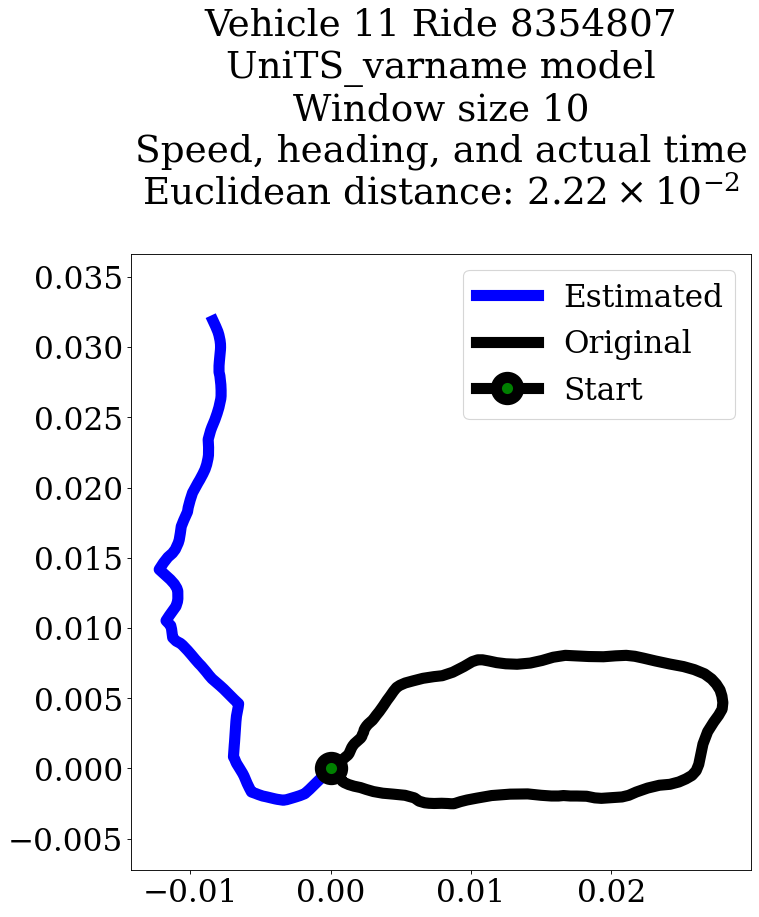 Vehicle 11 Ride 8354807
UniTS_varname model
Window size 10
Speed, heading, and actual time
Euclidean distance: 2.22 × 10⁻²
0.035
0.030
0.025
0.020
0.015
0.010
0.005
0.000
−0.005
Estimated
Original
Start
−0.01
0.00
0.01
0.02